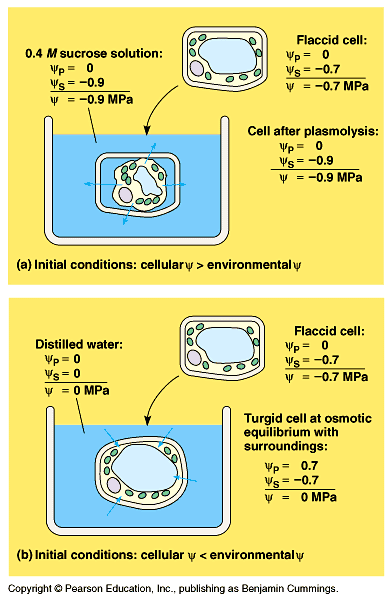 0.4 M sucrose solution:
ΨP = 0
ΨS = −0.9
Ψ = −0.9 MPa
Flaccid cell:
ΨP = 0
ΨS = −0.7
Ψ = −0.7 MPa
Cell after plasmolysis:
ΨP = 0
ΨS = −0.9
Ψ = −0.9 MPa
(a) Initial conditions: cellular Ψ > environmental Ψ
Distilled water:
ΨP = 0
ΨS = 0
Ψ = 0 MPa
Flaccid cell:
ΨP = 0
ΨS = −0.7
Ψ = −0.7 MPa
Turgid cell at osmotic
equilibrium with
surroundings:
ΨP = 0.7
ΨS = −0.7
Ψ = 0 MPa
(b) Initial conditions: cellular Ψ < environmental Ψ
Copyright © Pearson Education, Inc., publishing as Benjamin Cummings.